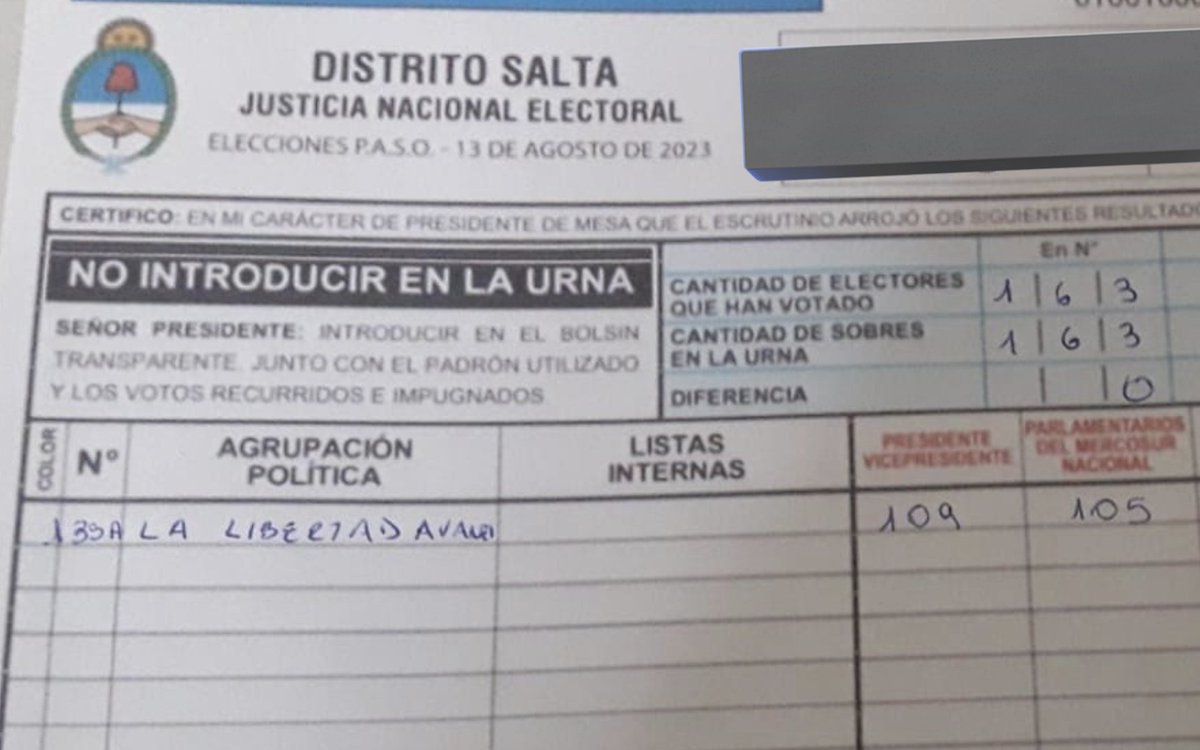 DISTRITO SALTA
JUSTICIA NACIONAL ELECTORAL
ELECCIONES P.A.S.O. - 13 DE AGOSTO DE 2023
CERTIFICO: EN MI CARÁCTER DE PRESIDENTE DE MESA QUE EL ESCRUTINIO ARROJÓ LOS SIGUIENTES
NO INTRODUCIR EN LA URNA
SEÑOR PRESIDENTE: INTRODUCIR EN EL BOLSIN
TRANSPARENTE, JUNTO CON EL PADRÓN UTILIZADO
Y LOS VOTOS RECURRIDOS E IMPUGNADOS
En N°
CANTIDAD DE ELECTORES
QUE HAN VOTADO
1 6 3
CANTIDAD DE SOBRES
EN LA URNA
1 6 3
DIFERENCIA
0
COLOR
N°
AGRUPACIÓN
POLÍTICA
LISTAS
INTERNAS
PRESIDENTE
VICEPRESIDENTE
PARLAMENTARIOS
DEL MERCOSUR
NACIONAL
LA LIBERTAD 109 105